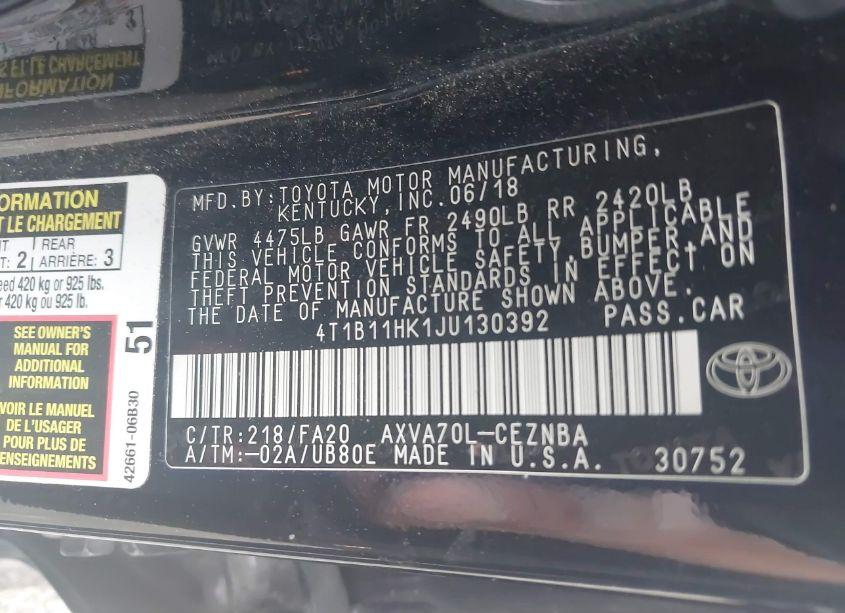 ORMATION
T LE CHARGEMENT
NT REAR
T: 2 ARRIÈRE: 3
eed 420 kg or 925 lbs.
r 420 kg ou 925 lb.
SEE OWNER'S
MANUAL FOR
ADDITIONAL
INFORMATION
VOIR LE MANUEL
DE L'USAGER
POUR PLUS DE
RENSEIGNEMENTS
51
42661-06B30
MFD. BY: TOYOTA MOTOR MANUFACTURING,
KENTUCKY, INC. 06/18
GVWR 4475LB GAWR FR 2490LB RR 2420LB
THIS VEHICLE CONFORMS TO ALL APPLICABLE
FEDERAL MOTOR VEHICLE SAFETY, BUMPER, AND
THEFT PREVENTION STANDARDS IN EFFECT ON
THE DATE OF MANUFACTURE SHOWN ABOVE.
4T1B11HK1JU130392 PASS.CAR
C/TR:218/FA20 AXVA70L-CEZNBA
A/TM:-02A/UB80E MADE IN U.S.A. 30752